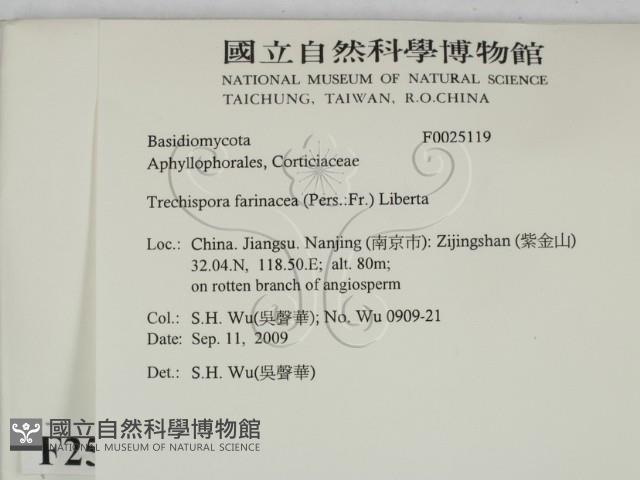 國立自然科學博物館
NATIONAL MUSEUM OF NATURAL SCIENCE
TAICHUNG, TAIWAN, R.O.CHINA
Basidiomycota F0025119
Aphyllophorales, Corticiaceae
Trechispora farinacea (Pers.:Fr.) Liberta
Loc.: China. Jiangsu. Nanjing (南京市): Zijingshan (紫金山)
32.04.N, 118.50.E; alt. 80m;
on rotten branch of angiosperm
Col.: S.H. Wu(吳聲華); No. Wu 0909-21
Date: Sep. 11, 2009
Det.: S.H. Wu(吳聲華)
國立自然科學博物館
NATIONAL MUSEUM OF NATURAL SCIENCE
F25